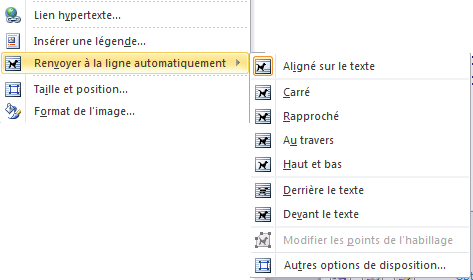 Lien hypertexte...
Insérer une légende...
Renvoyer à la ligne automatiquement
Taille et position...
Format de l'image...
Aligné sur le texte
Carré
Rapproché
Au travers
Haut et bas
Derrière le texte
Devant le texte
Modifier les points de l'habillage
Autres options de disposition...